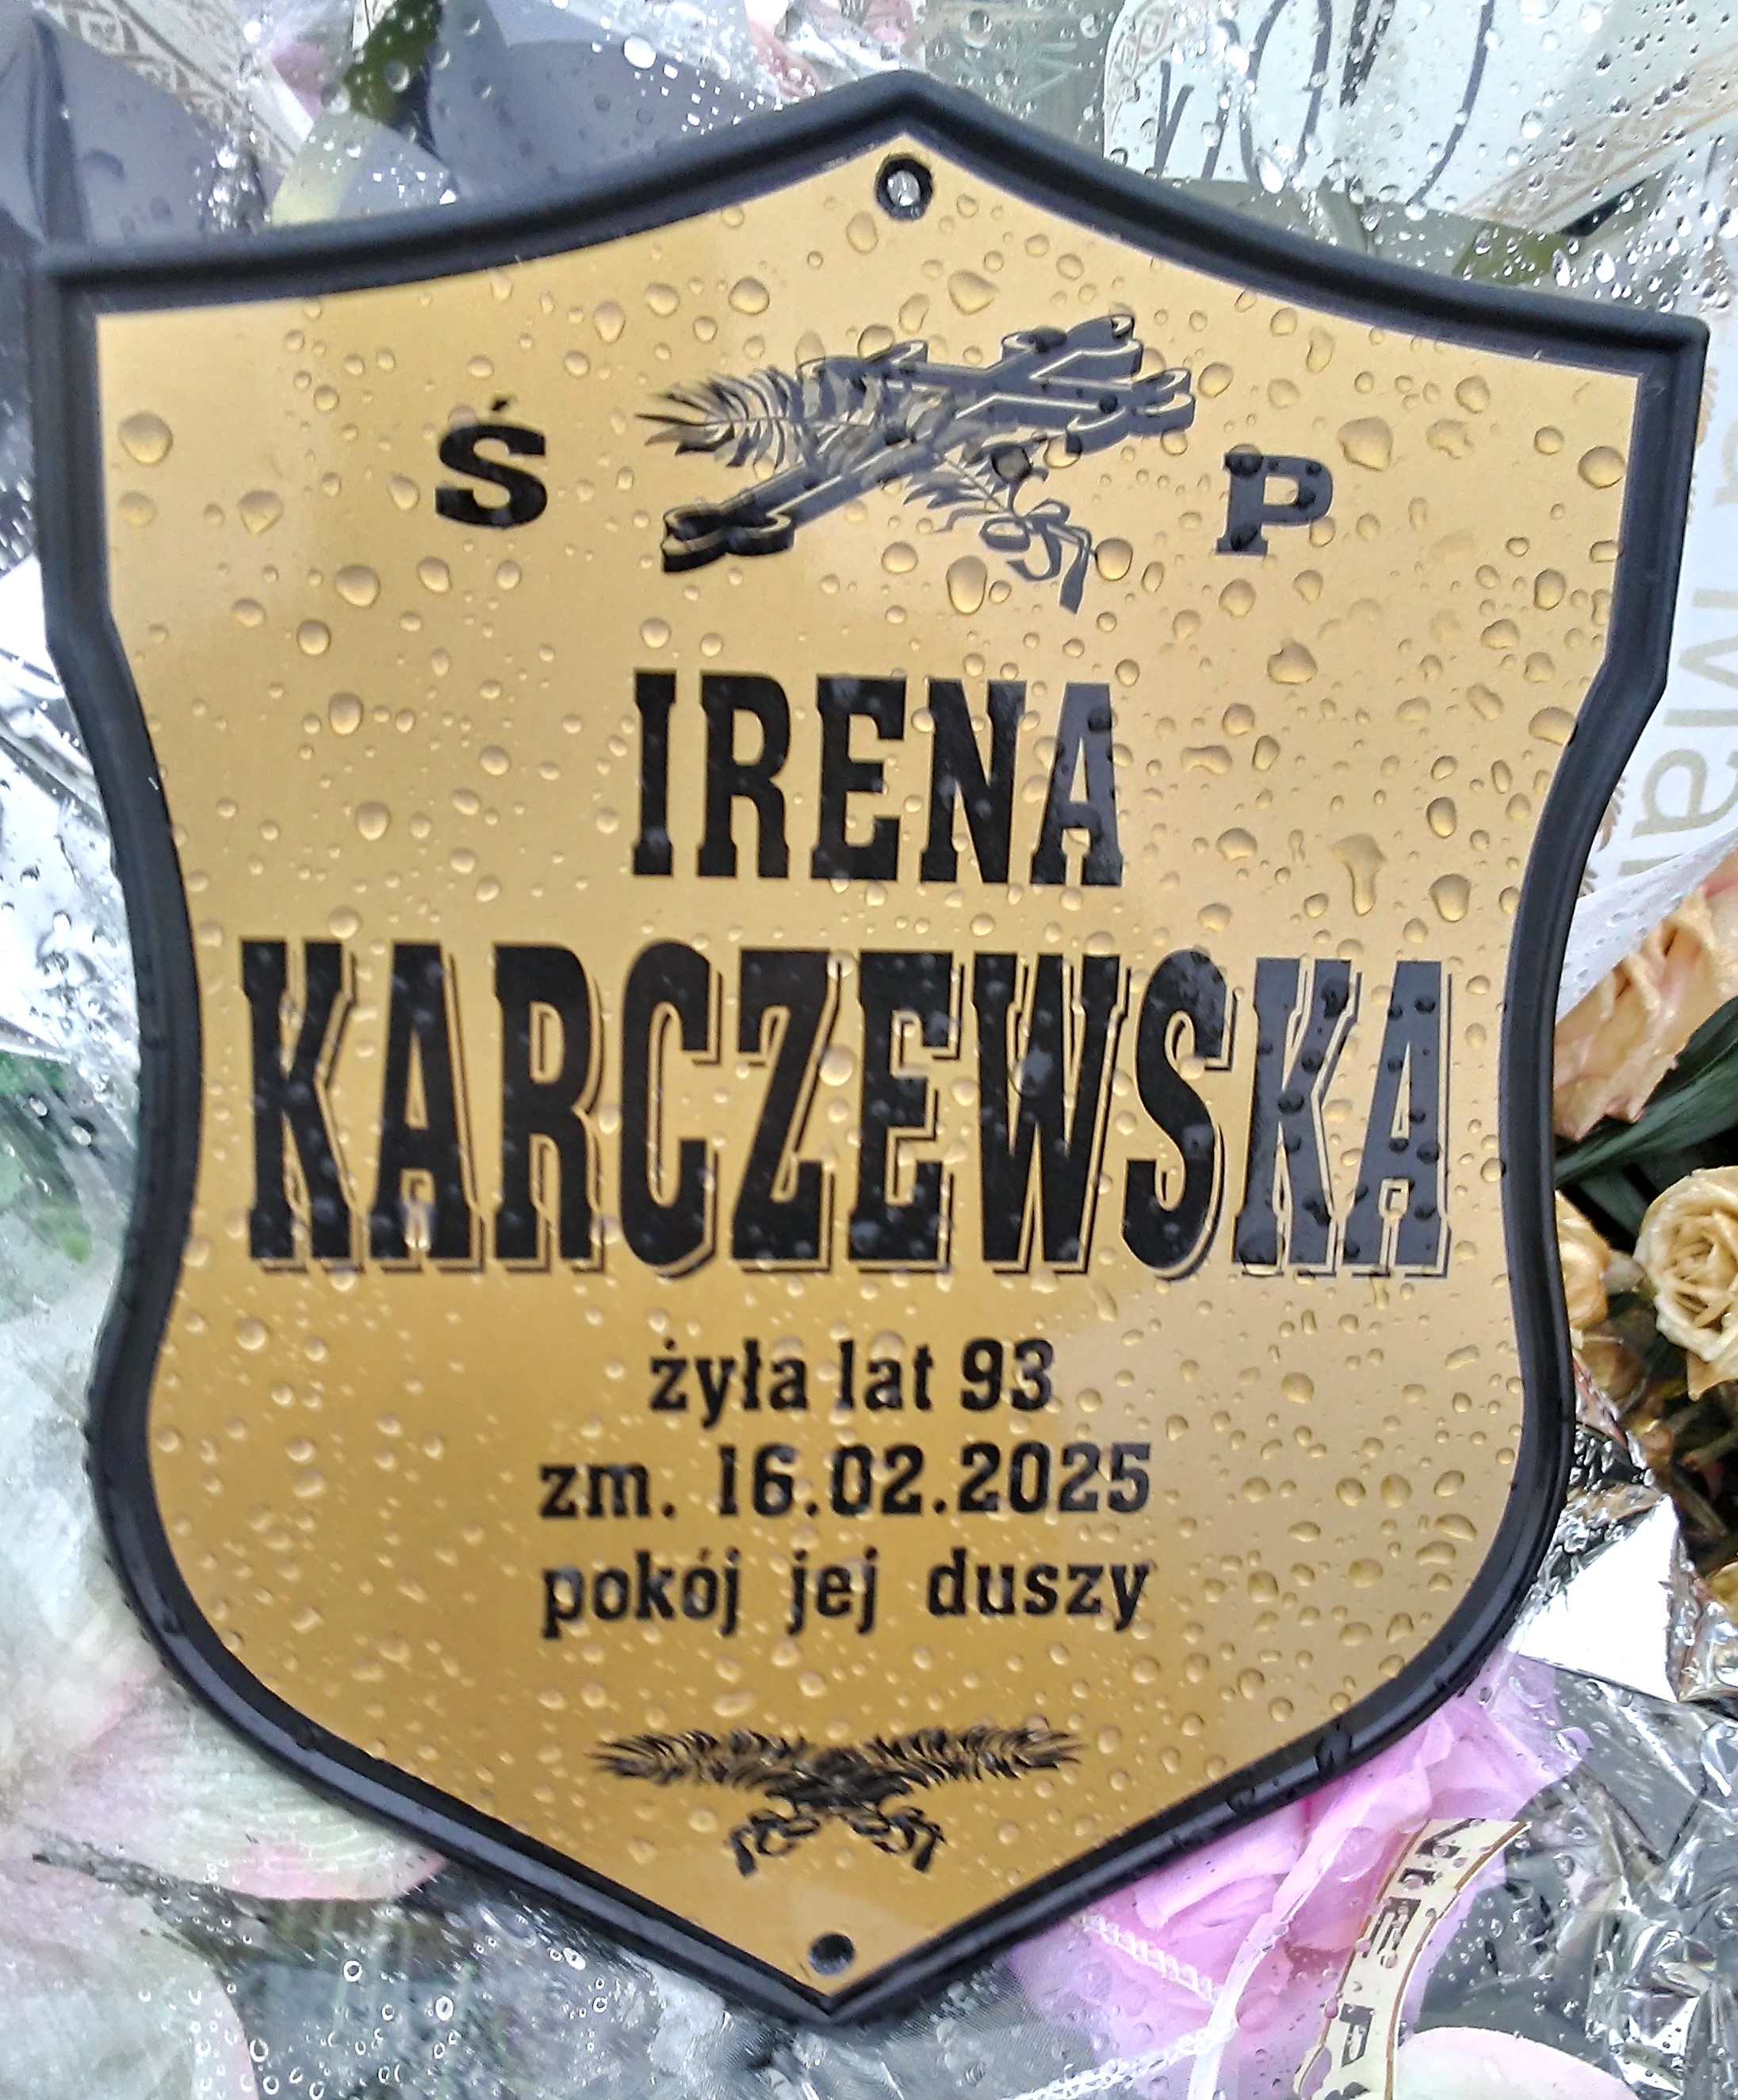 Ś P
IRENA
KARCZEWSKA
żyła lat 93
zm. 16.02.2025
pokój jej duszy